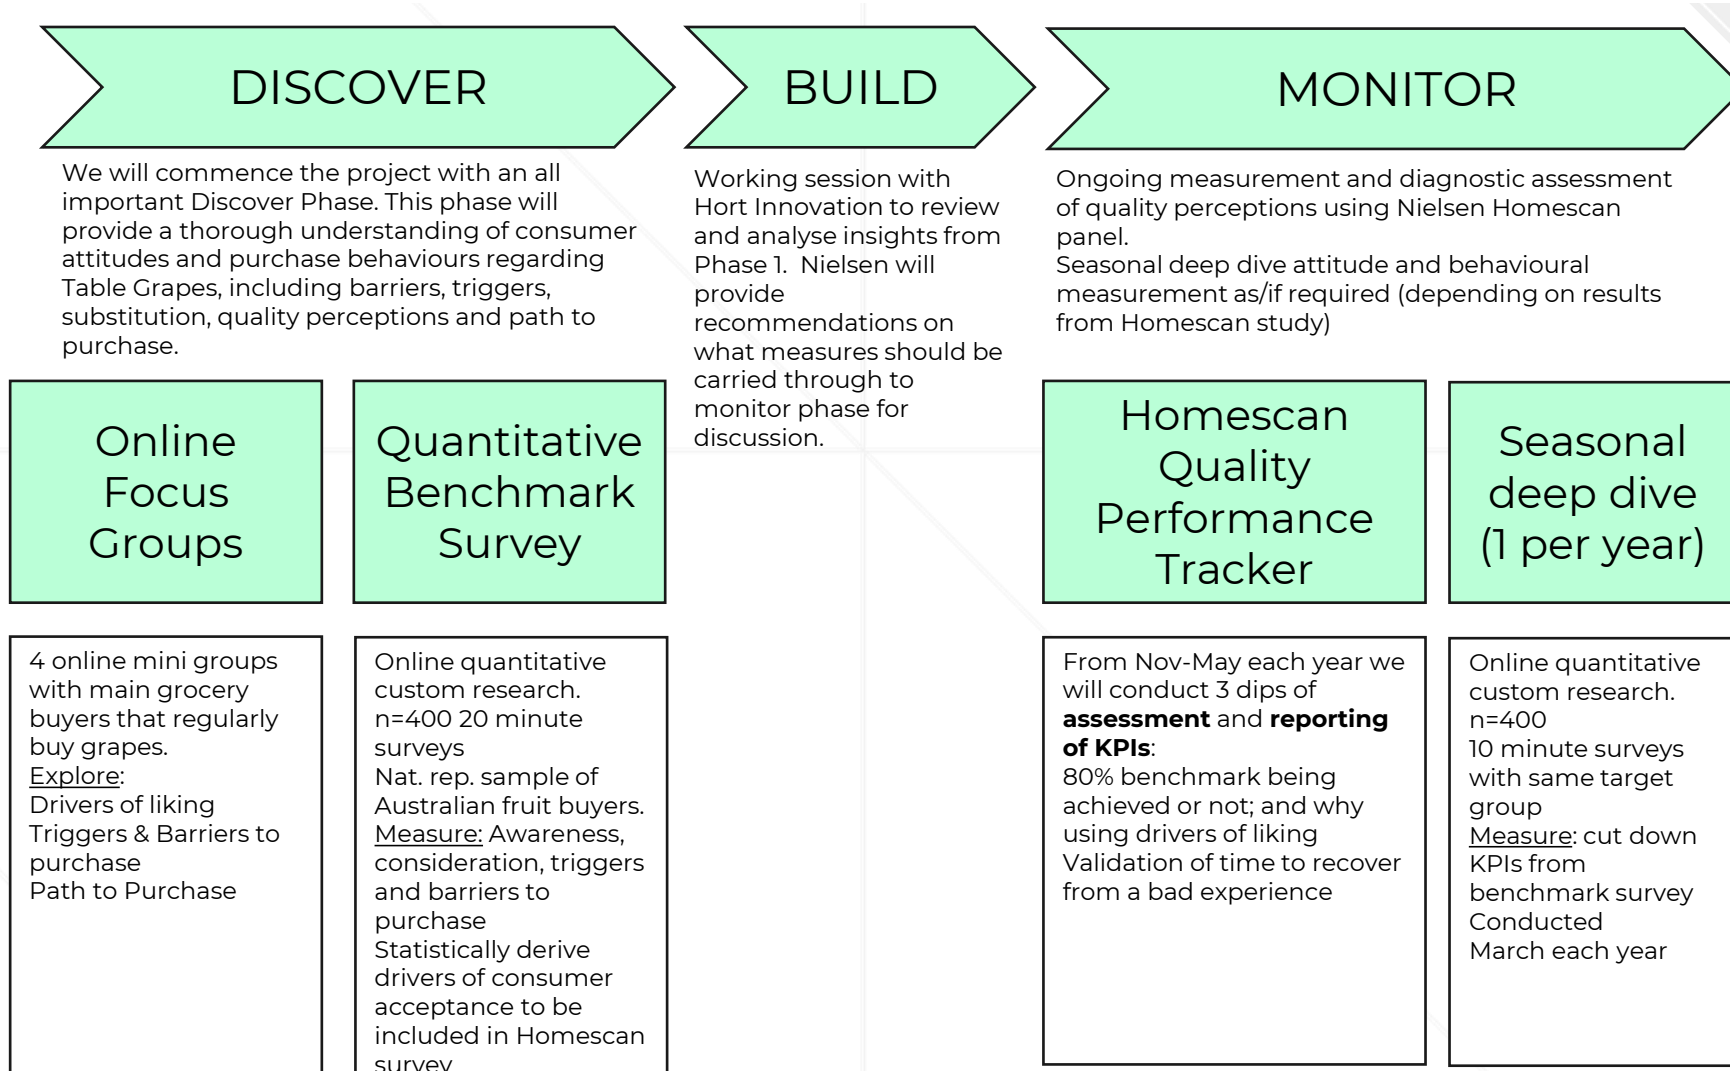 DISCOVER
We will commence the project with an all
important Discover Phase. This phase will
provide a thorough understanding of consumer
attitudes and purchase behaviours regarding
Table Grapes, including barriers, triggers,
substitution, quality perceptions and path to
purchase.
BUILD
Working session with
Hort Innovation to review
and analyse insights from
Phase 1.  Nielsen will
provide
recommendations on
what measures should be
carried through to
monitor phase for
discussion.
MONITOR
Ongoing measurement and diagnostic assessment
of quality perceptions using Nielsen Homescan
panel.
Seasonal deep dive attitude and behavioural
measurement as/if required (depending on results
from Homescan study)
Online
Focus
Groups
4 online mini groups
with main grocery
buyers that regularly
buy grapes.
Explore:
Drivers of liking
Triggers & Barriers to
purchase
Path to Purchase
Quantitative
Benchmark
Survey
Online quantitative
custom research.
n=400 20 minute
surveys
Nat. rep. sample of
Australian fruit buyers.
Measure: Awareness,
consideration, triggers
and barriers to
purchase
Statistically derive
drivers of consumer
acceptance to be
included in Homescan
survey
Homescan
Quality
Performance
Tracker
From Nov-May each year we
will conduct 3 dips of
assessment and reporting
of KPIs:
80% benchmark being
achieved or not; and why
using drivers of liking
Validation of time to recover
from a bad experience
Seasonal
deep dive
(1 per year)
Online quantitative
custom research.
n=400
10 minute surveys
with same target
group
Measure: cut down
KPIs from
benchmark survey
Conducted
March each year